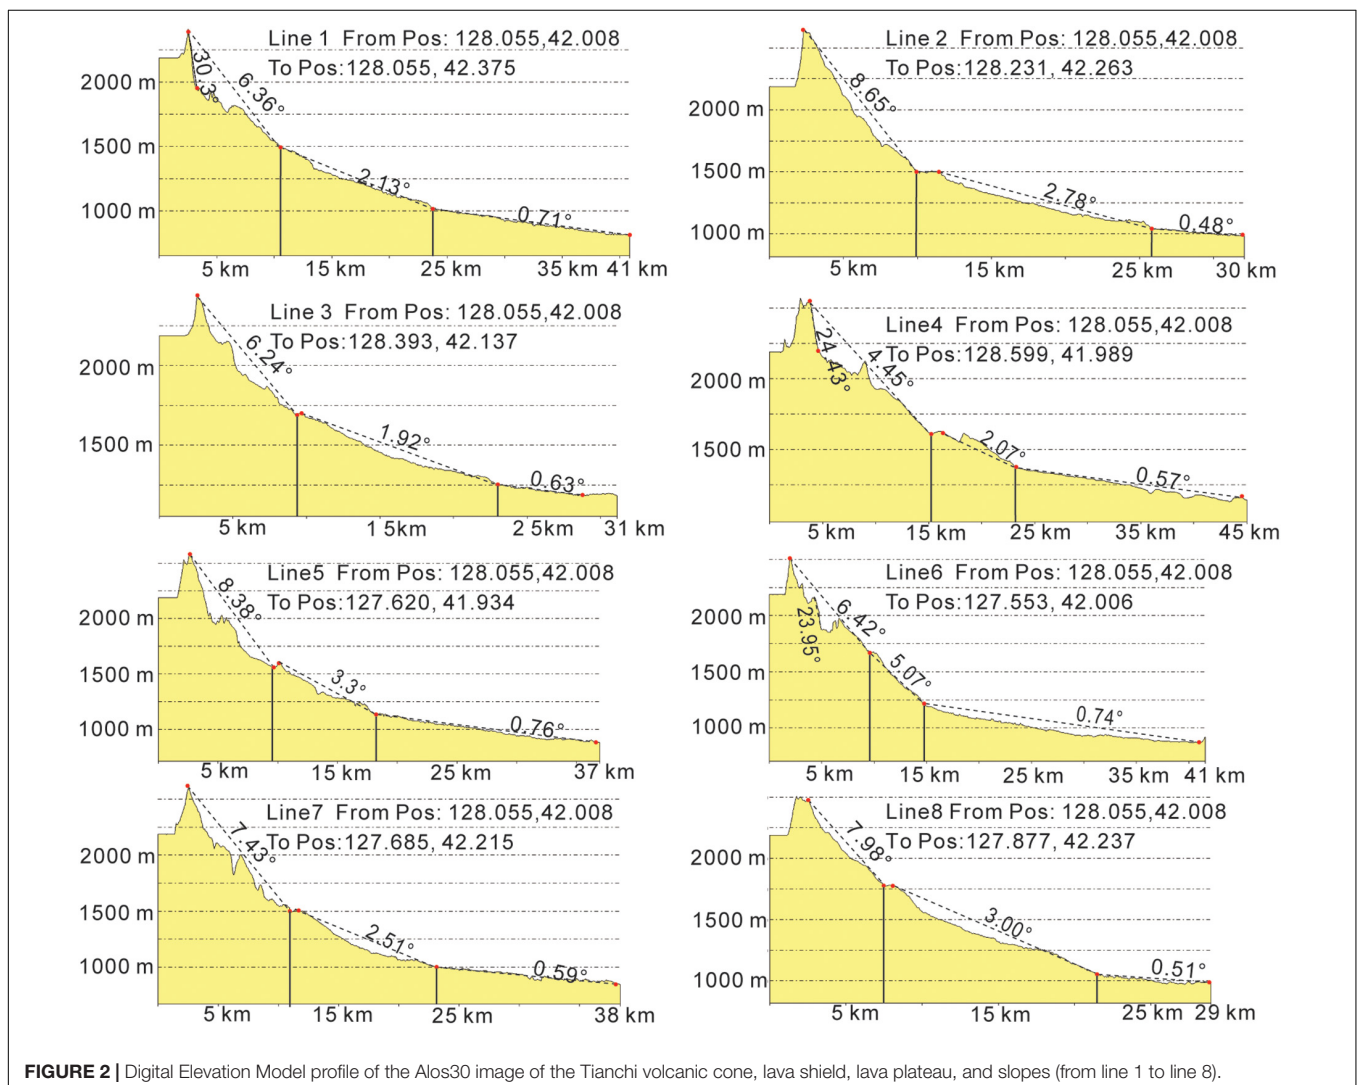 Line 1 From Pos: 128.055,42.008
To Pos:128.055, 42.375
30.3°
6.36°
2.13°
0.71°
2000 m
1500 m
1000 m
5 km 15 km 25km 35 km 41 km
Line 2 From Pos: 128.055,42.008
To Pos: 128.231, 42.263
8.65°
2.78°
0.48°
2000 m
1500 m
1000 m
5 km 15 km 25 km 30 km
Line 3 From Pos: 128.055,42.008
To Pos:128.393, 42.137
6.24°
1.92°
0.63°
2000 m
1500 m
5 km 15 km 31 km
Line4 From Pos: 128.055,42.008
To Pos:128.599, 41.989
24.43°
4.45°
2.07°
0.57°
2000 m
1500 m
5 km 15 km 25 km 35 km 45 km
Line5 From Pos: 128.055,42.008
To Pos:127.620, 41.934
8.38°
3.3°
0.76°
2000 m
1500 m
1000 m
5 km 15 km 25 km 37 km
Line6 From Pos: 128.055,42.008
To Pos:127.553, 42.006
23.95°
6.42°
5.07°
0.74°
2000 m
1500 m
1000 m
5 km 15 km 25 km 35 km 41 km
Line7 From Pos: 128.055,42.008
To Pos:127.685, 42.215
7.43°
2.51°
0.59°
2000 m
1500 m
1000 m
5 km 15 km 25 km 38 km
Line8 From Pos: 128.055,42.008
To Pos:127.877, 42.237
7.98°
3.00°
0.51°
2000 m
1500 m
1000 m
5 km 15 km 25 km 29 km
FIGURE 2 | Digital Elevation Model profile of the Alos30 image of the Tianchi volcanic cone, lava shield, lava plateau, and slopes (from line 1 to line 8).